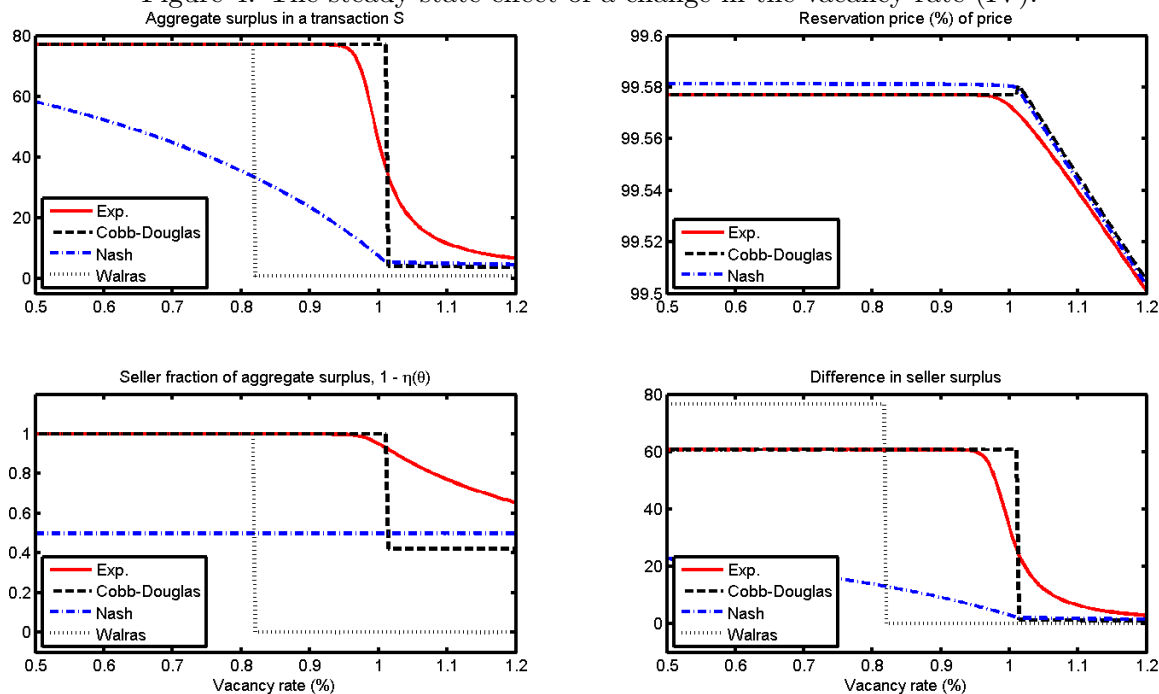 Figure 4: The steady state effect of a change in the vacancy rate (IV).
Aggregate surplus in a transaction S
80
60
40
20
0
Exp.
Cobb-Douglas
Nash
Walras
0.5 0.6 0.7 0.8 0.9 1 1.1 1.2
Reservation price (%) of price
99.6
99.58
99.56
99.54
99.52
99.5
Exp.
Cobb-Douglas
Nash
0.5 0.6 0.7 0.8 0.9 1 1.1 1.2
Seller fraction of aggregate surplus, 1 - η(θ)
1
0.8
0.6
0.4
0.2
0
Exp.
Cobb-Douglas
Nash
Walras
0.5 0.6 0.7 0.8 0.9 1 1.1 1.2
Vacancy rate (%)
Difference in seller surplus
80
60
40
20
0
Exp.
Cobb-Douglas
Nash
Walras
0.5 0.6 0.7 0.8 0.9 1 1.1 1.2
Vacancy rate (%)